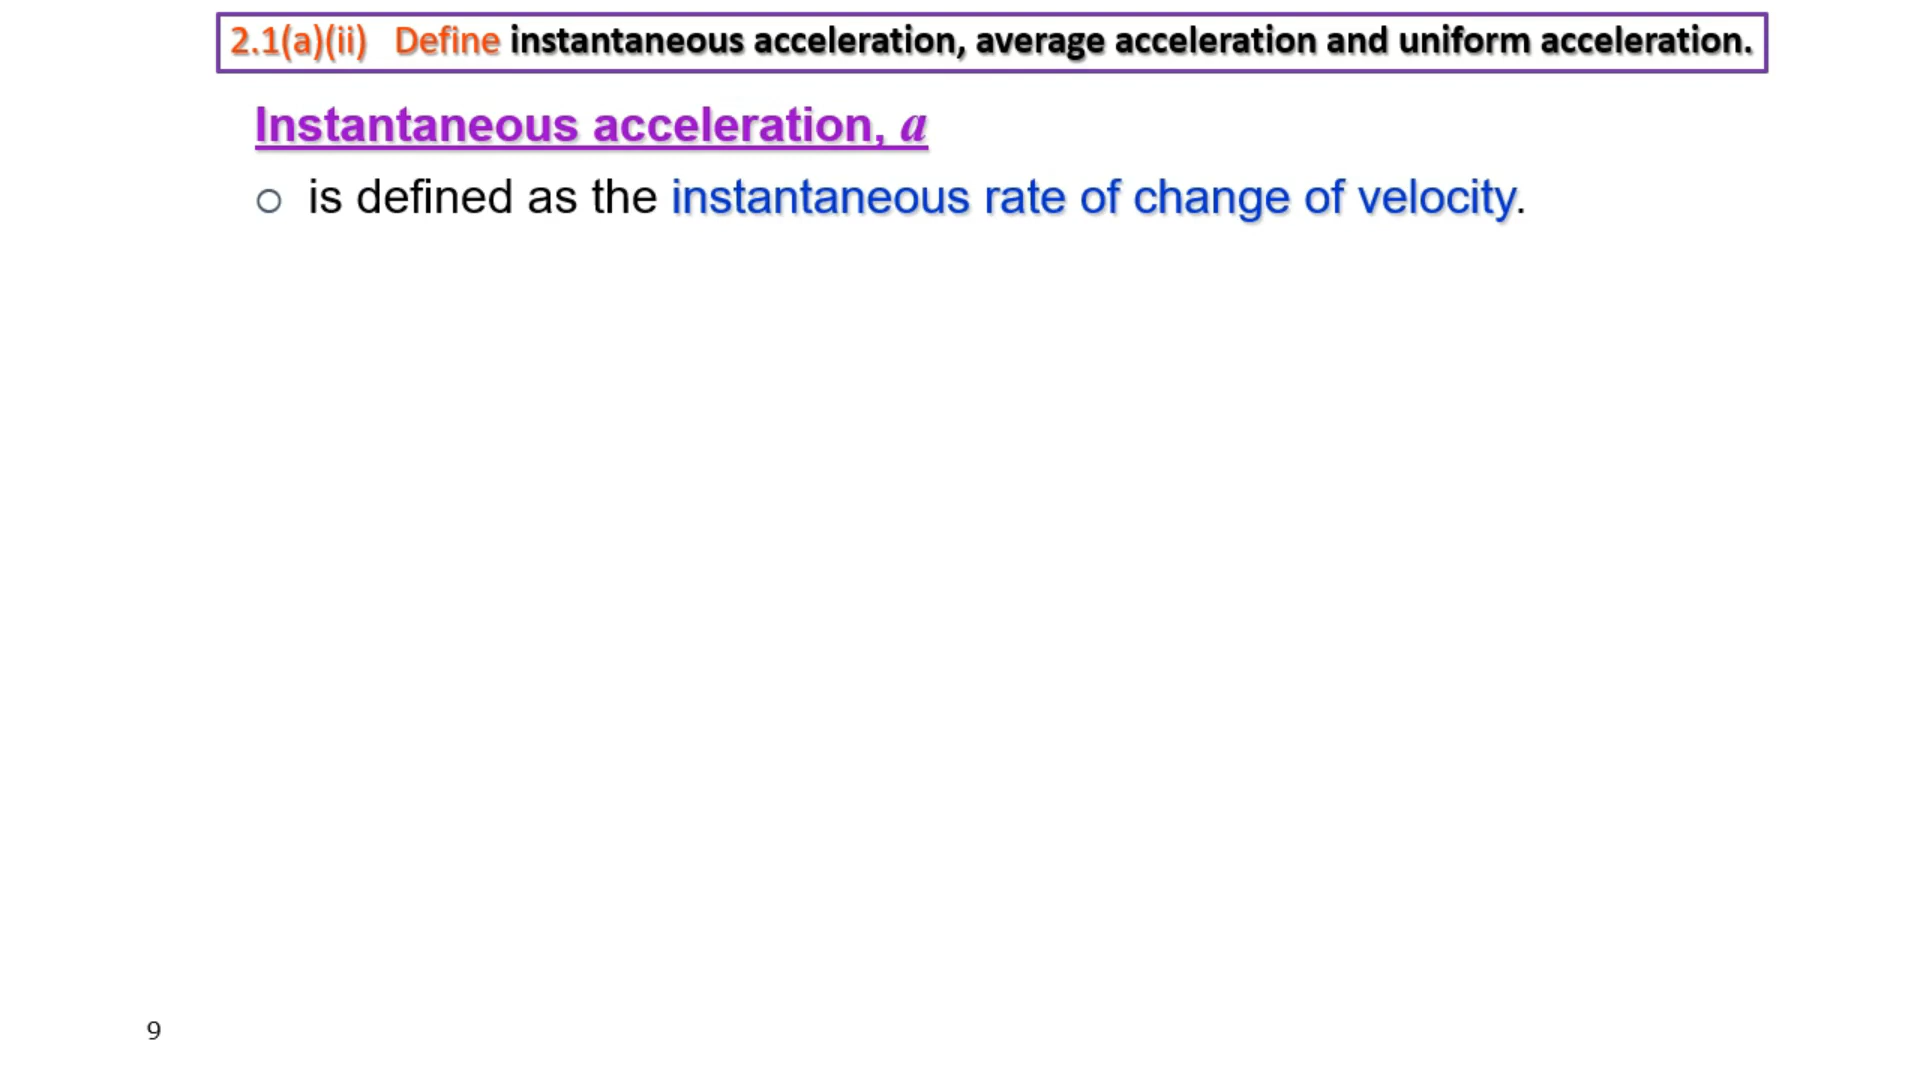 2.1(a)(ii) Define instantaneous acceleration, average acceleration and uniform acceleration.
Instantaneous acceleration, a
○ is defined as the instantaneous rate of change of velocity.
9